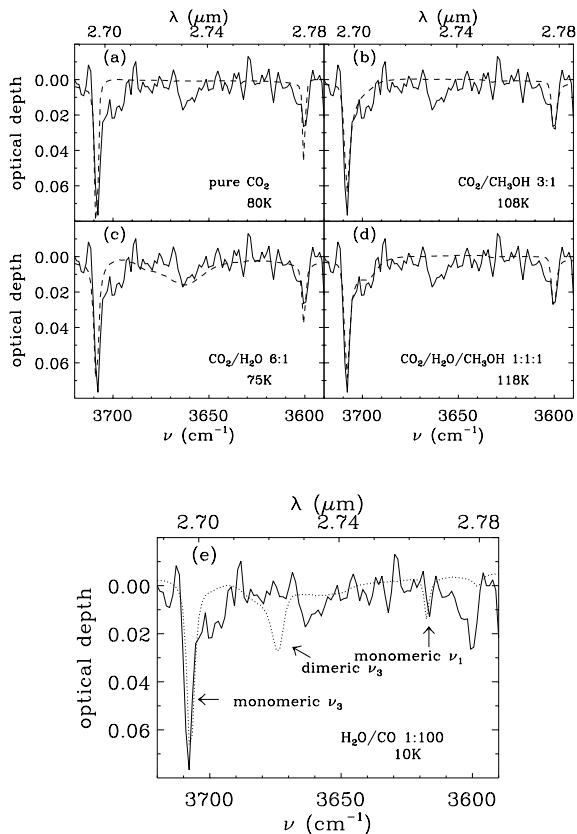 λ (μm)
λ (μm)
2.70
2.74
2.78
2.70
2.74
2.78
(a)
(b)
0.00
0.02
0.04
0.06
optical depth
pure CO₂
80K
CO₂/CH₃OH 3:1
108K
(c)
(d)
0.00
0.02
0.04
0.06
optical depth
CO₂/H₂O 6:1
75K
CO₂/H₂O/CH₃OH 1:1:1
118K
3700
3650
3600
3700
3650
3600
ν (cm⁻¹)
ν (cm⁻¹)
λ (μm)
2.70
2.74
2.78
(e)
0.00
0.02
0.04
0.06
optical depth
monomeric ν₁
dimeric ν₃
monomeric ν₃
H₂O/CO 1:100
10K
3700
3650
3600
ν (cm⁻¹)